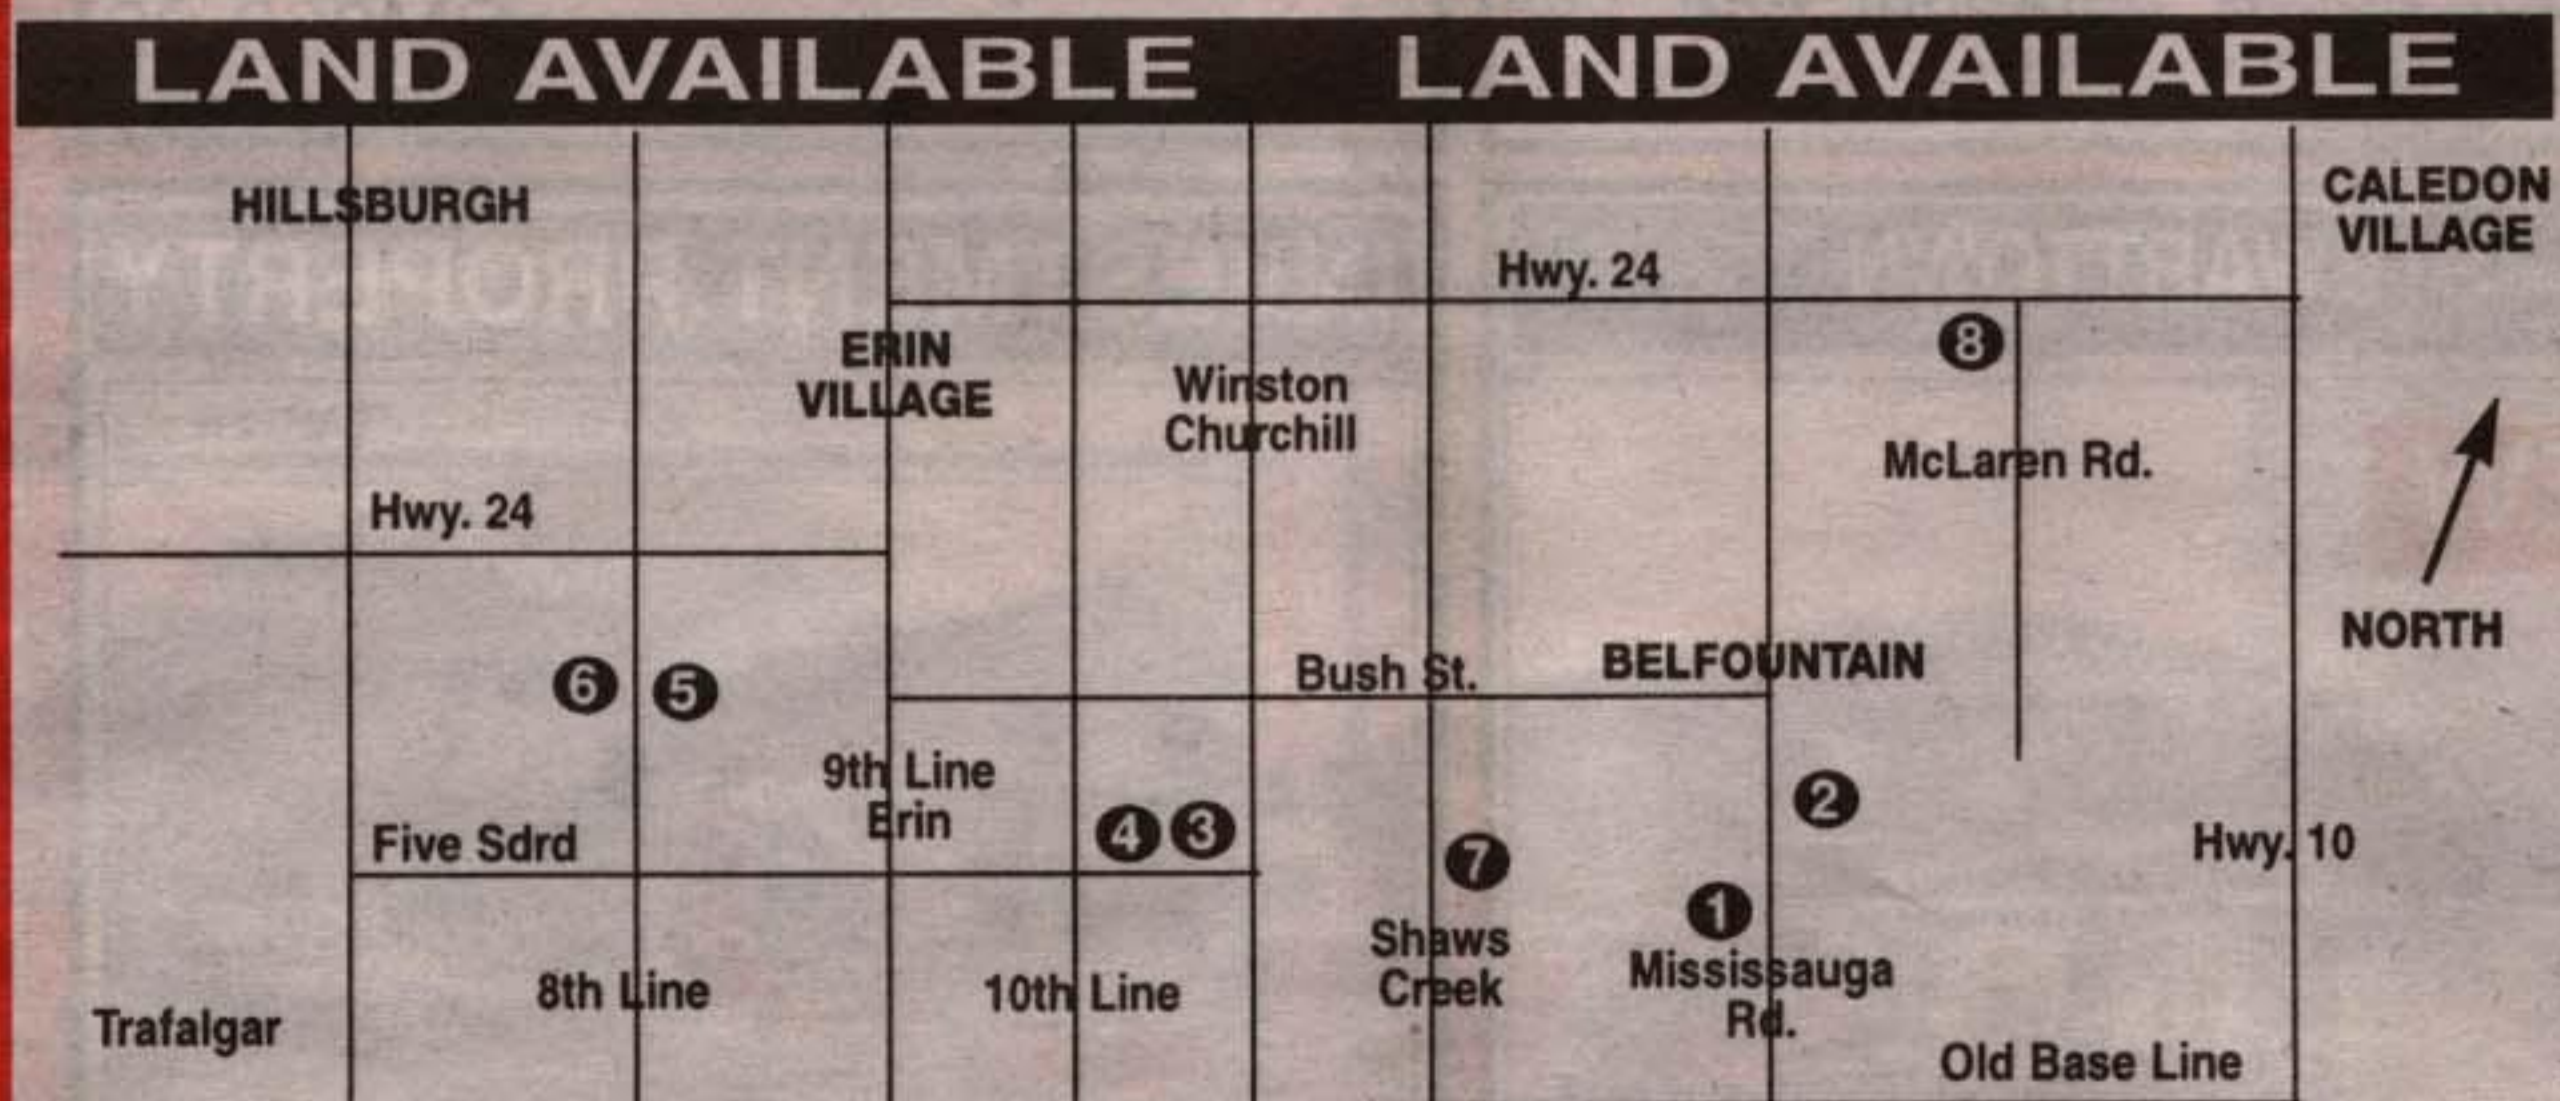 LAND AVAILABLE LAND AVAILABLE
HILLSBURGH
CALEDON
VILLAGE
Hwy. 24
8
ERIN
VILLAGE
Winston
Churchill
McLaren Rd.
Hwy. 24
NORTH
Bush St.
BELFOUNTAIN
6 5
9th Line
Erin
2
4 3
Five Sdrd
Hwy. 10
7
1
Shaws
Creek
Mississauga
Rd.
8th Line
10th Line
Trafalgar
Old Base Line